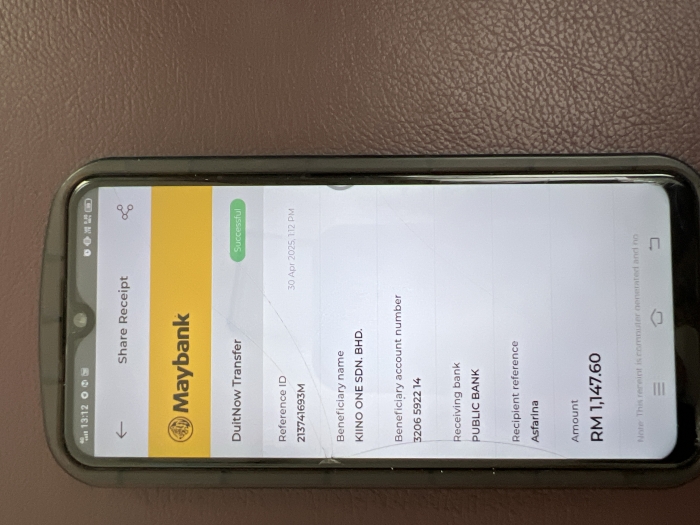 13:12
Share Receipt
Maybank
DuitNow Transfer
Successful
Reference ID
30 Apr 2025, 1:12 PM
213741693M
Beneficiary name
KIINO ONE SDN. BHD.
Beneficiary account number
3206 5922 14
Receiving bank
PUBLIC BANK
Recipient reference
Asfarina
Amount
RM 1,147.60
Note: This receipt is computer generated and no